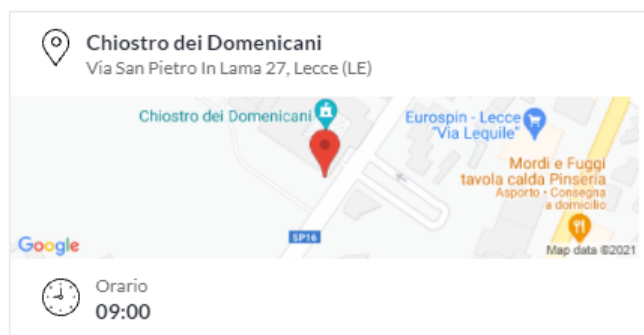 Chiostro dei Domenicani
Via San Pietro In Lama 27, Lecce (LE)
Chiostro dei Domenicani
Eurospin - Lecce
"Via Lequile"
Mordi e Fuggi
tavola calda Pinseria
Asporto · Consegna
a domicilio
SP16
Google
Map data ©2021
Orario
09:00